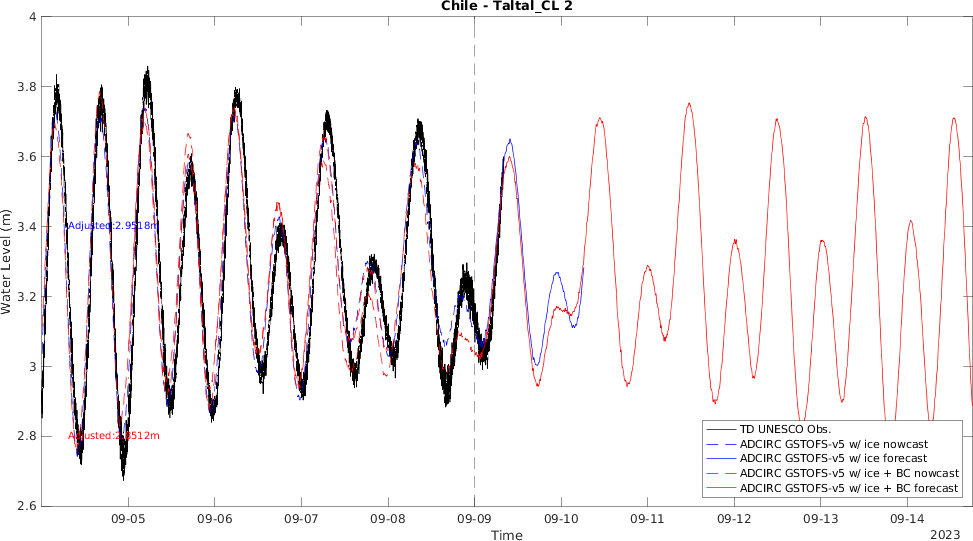 Chile - Taltal_CL 2
Water Level (m)
4
3.8
3.6
3.4
3.2
3
2.8
2.6
Adjusted:2.9518m
09-05
09-06
09-07
09-08
09-09
09-10
09-11
09-12
09-13
09-14
Time
2023
TD UNESCO Obs.
ADCIRC GSTOFS-v5 w/ ice nowcast
ADCIRC GSTOFS-v5 w/ ice forecast
ADCIRC GSTOFS-v5 w/ ice + BC nowcast
ADCIRC GSTOFS-v5 w/ ice + BC forecast